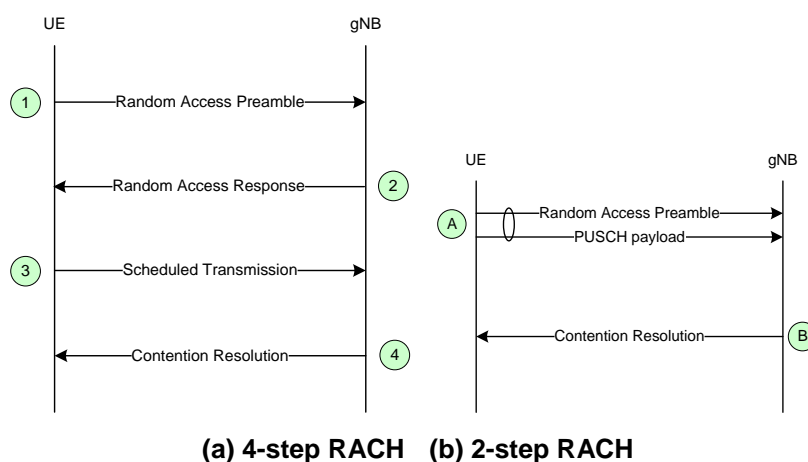 UE
gNB
1
Random Access Preamble
Random Access Response
2
3
Scheduled Transmission
Contention Resolution
4
UE
gNB
A
Random Access Preamble
PUSCH payload
Contention Resolution
B
(a) 4-step RACH
(b) 2-step RACH